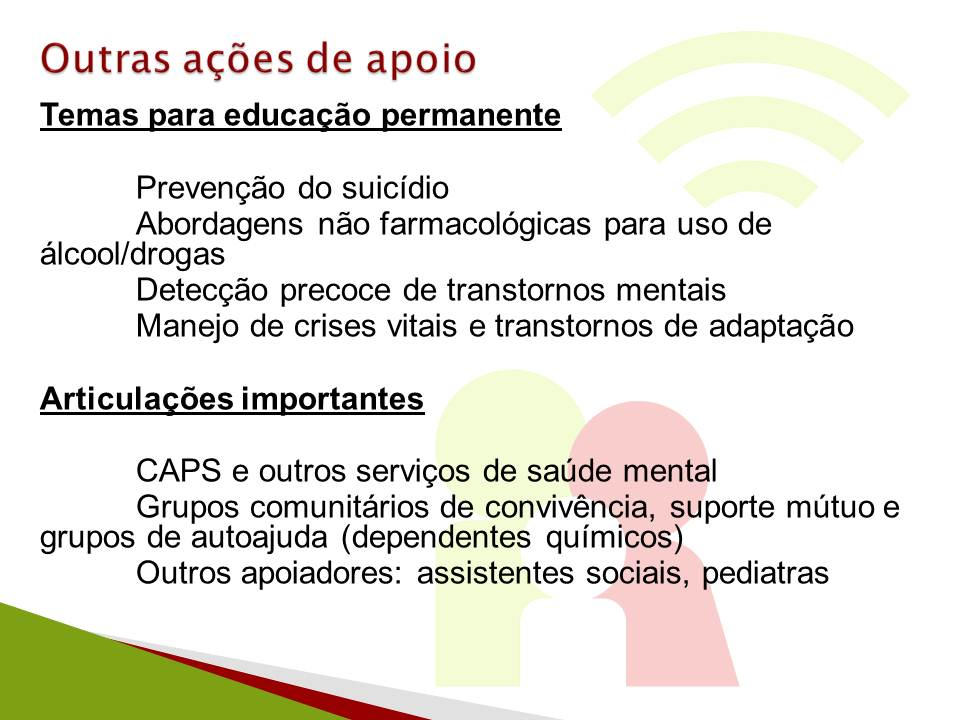 Outras ações de apoio
Temas para educação permanente
Prevenção do suicídio
Abordagens não farmacológicas para uso de
álcool/drogas
Detecção precoce de transtornos mentais
Manejo de crises vitais e transtornos de adaptação
Articulações importantes
CAPS e outros serviços de saúde mental
Grupos comunitários de convivência, suporte mútuo e
grupos de autoajuda (dependentes químicos)
Outros apoiadores: assistentes sociais, pediatras